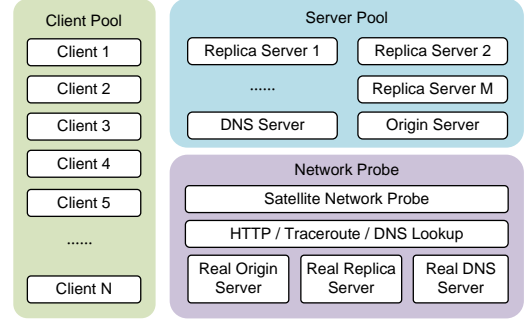 Client Pool
Client 1
Client 2
Client 3
Client 4
Client 5
......
Client N
Server Pool
Replica Server 1
Replica Server 2
......
Replica Server M
DNS Server
Origin Server
Network Probe
Satellite Network Probe
HTTP / Traceroute / DNS Lookup
Real Origin
Server
Real Replica
Server
Real DNS
Server